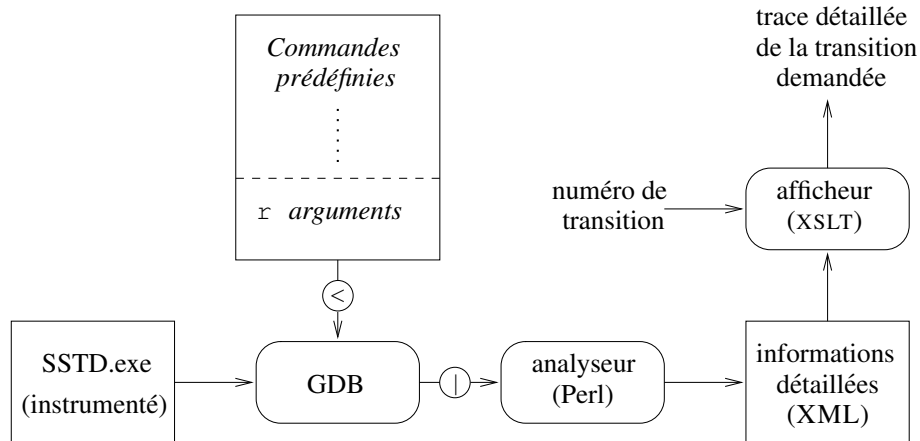 Commandes
prédéfinies
r arguments
<
trace détaillée
de la transition
demandée
numéro de
transition
afficheur
(XSLT)
SSTD.exe
(instrumenté)
GDB
|
analyseur
(Perl)
informations
détaillées
(XML)